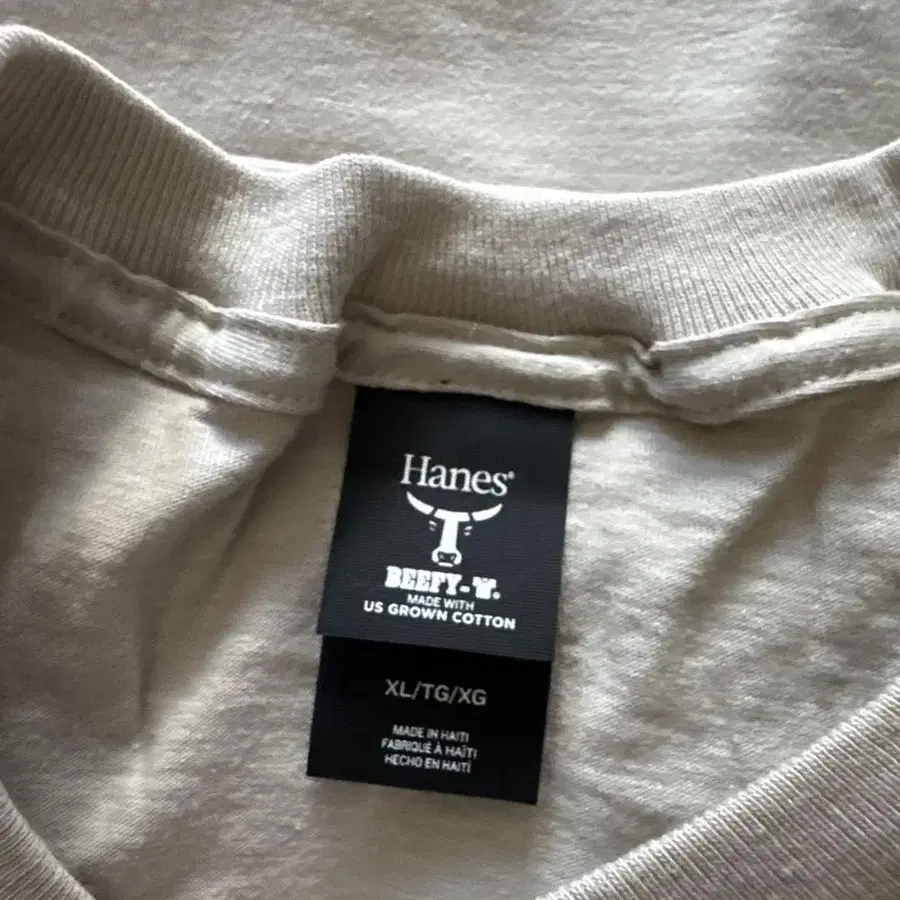 Hanes®
BEEFY-T®
MADE WITH
US GROWN COTTON
XL/TG/XG
MADE IN HAITI
FABRIQUÉ À HAÏTI
HECHO EN HAITÍ